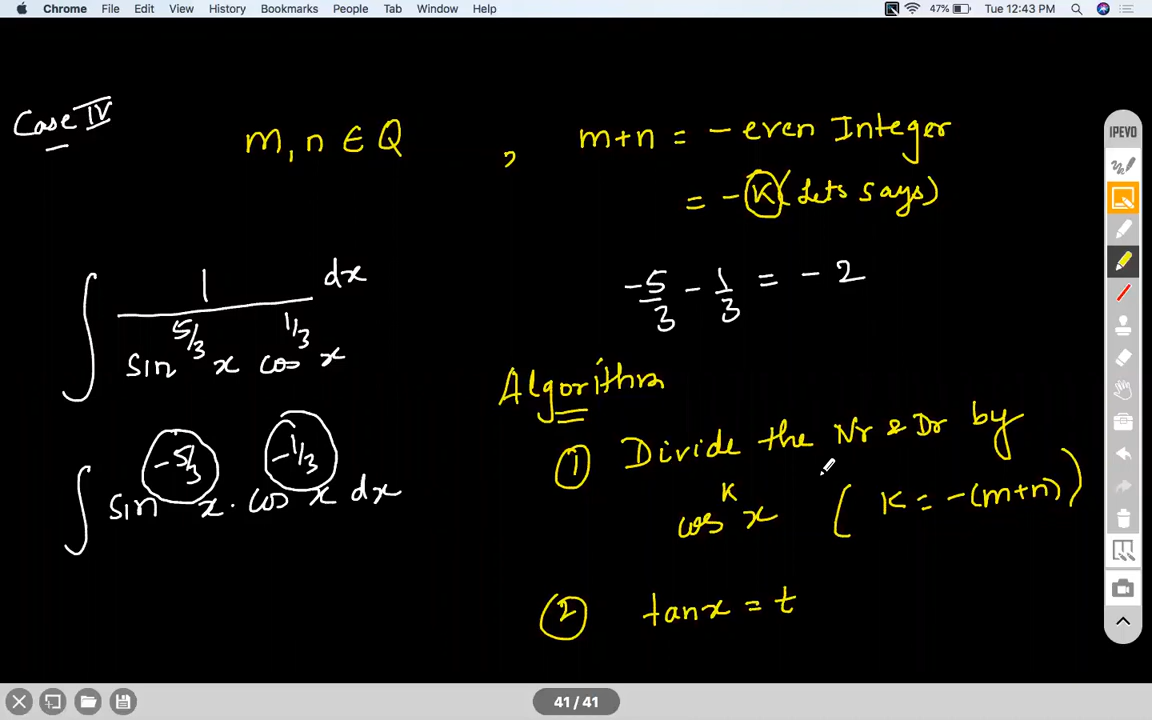 Chrome File Edit View History Bookmarks People Tab Window Help 47% Tue 12:43 PM
Case IV
m, n ∈ Q , m+n = - even Integer
= - K (Lets says)
∫ 1 / (sin^5/3 x cos^1/3 x) dx
-5/3 - 1/3 = - 2
Algorithm
① Divide the Nr & Dr by
cos^K x ( K = -(m+n) )
∫ sin^-5/3 x · cos^-1/3 x dx
② tanx = t
IPEVO
41 / 41